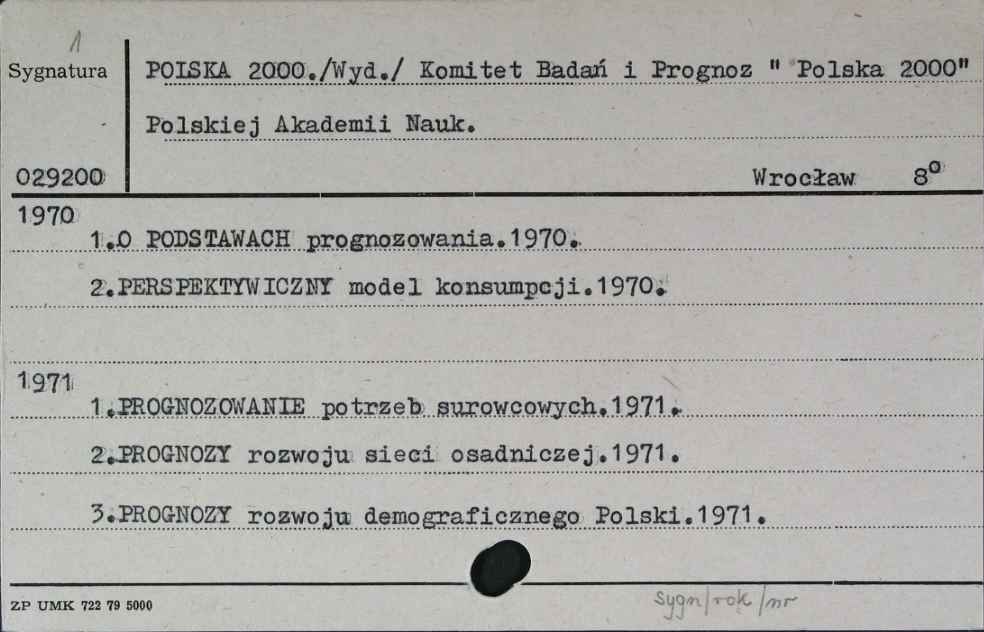 1
Sygnatura
POISKA 2000./Wyd./ Komitet Badań i Prognoz " Polska 2000"
Polskiej Akademii Nauk.
029200
Wrocław 8°
1970
1.O PODSTAWACH prognozowania.1970.
2.PERSPEKTYWICZNY model konsumpcji.1970.
1971
1.PROGNOZOWANIE potrzeb surowcowych.1971.
2.PROGNOZY rozwoju sieci osadniczej.1971.
3.PROGNOZY rozwoju demograficznego Polski.1971.
ZP UMK 722 79 5000
sygn/rok/nr